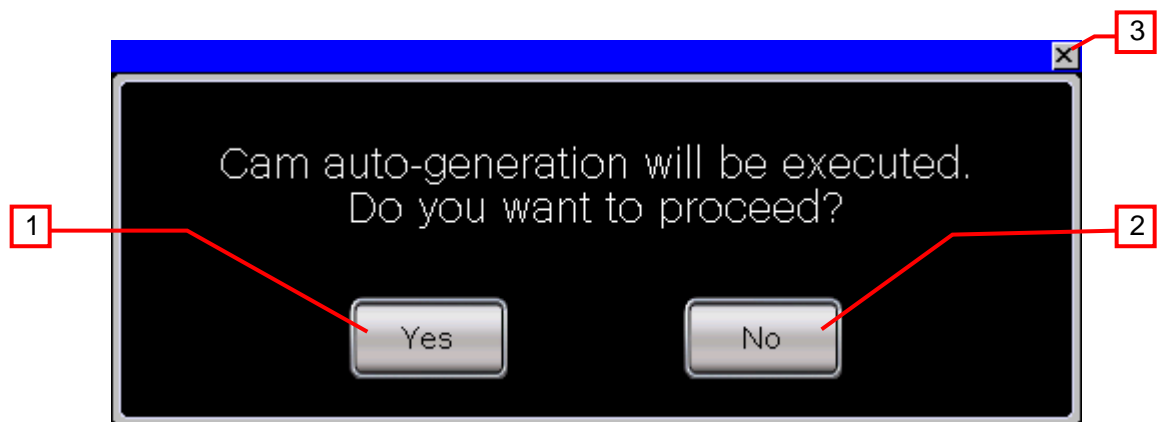 3
Cam auto-generation will be executed.
Do you want to proceed?
1
2
Yes
No